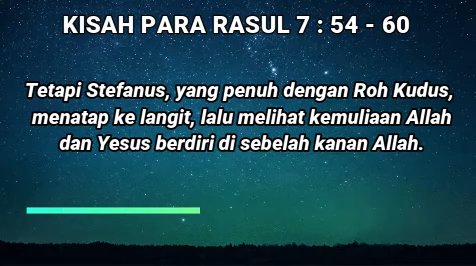 KISAH PARA RASUL 7 : 54 - 60
Tetapi Stefanus, yang penuh dengan Roh Kudus,
menatap ke langit, lalu melihat kemuliaan Allah
dan Yesus berdiri di sebelah kanan Allah.